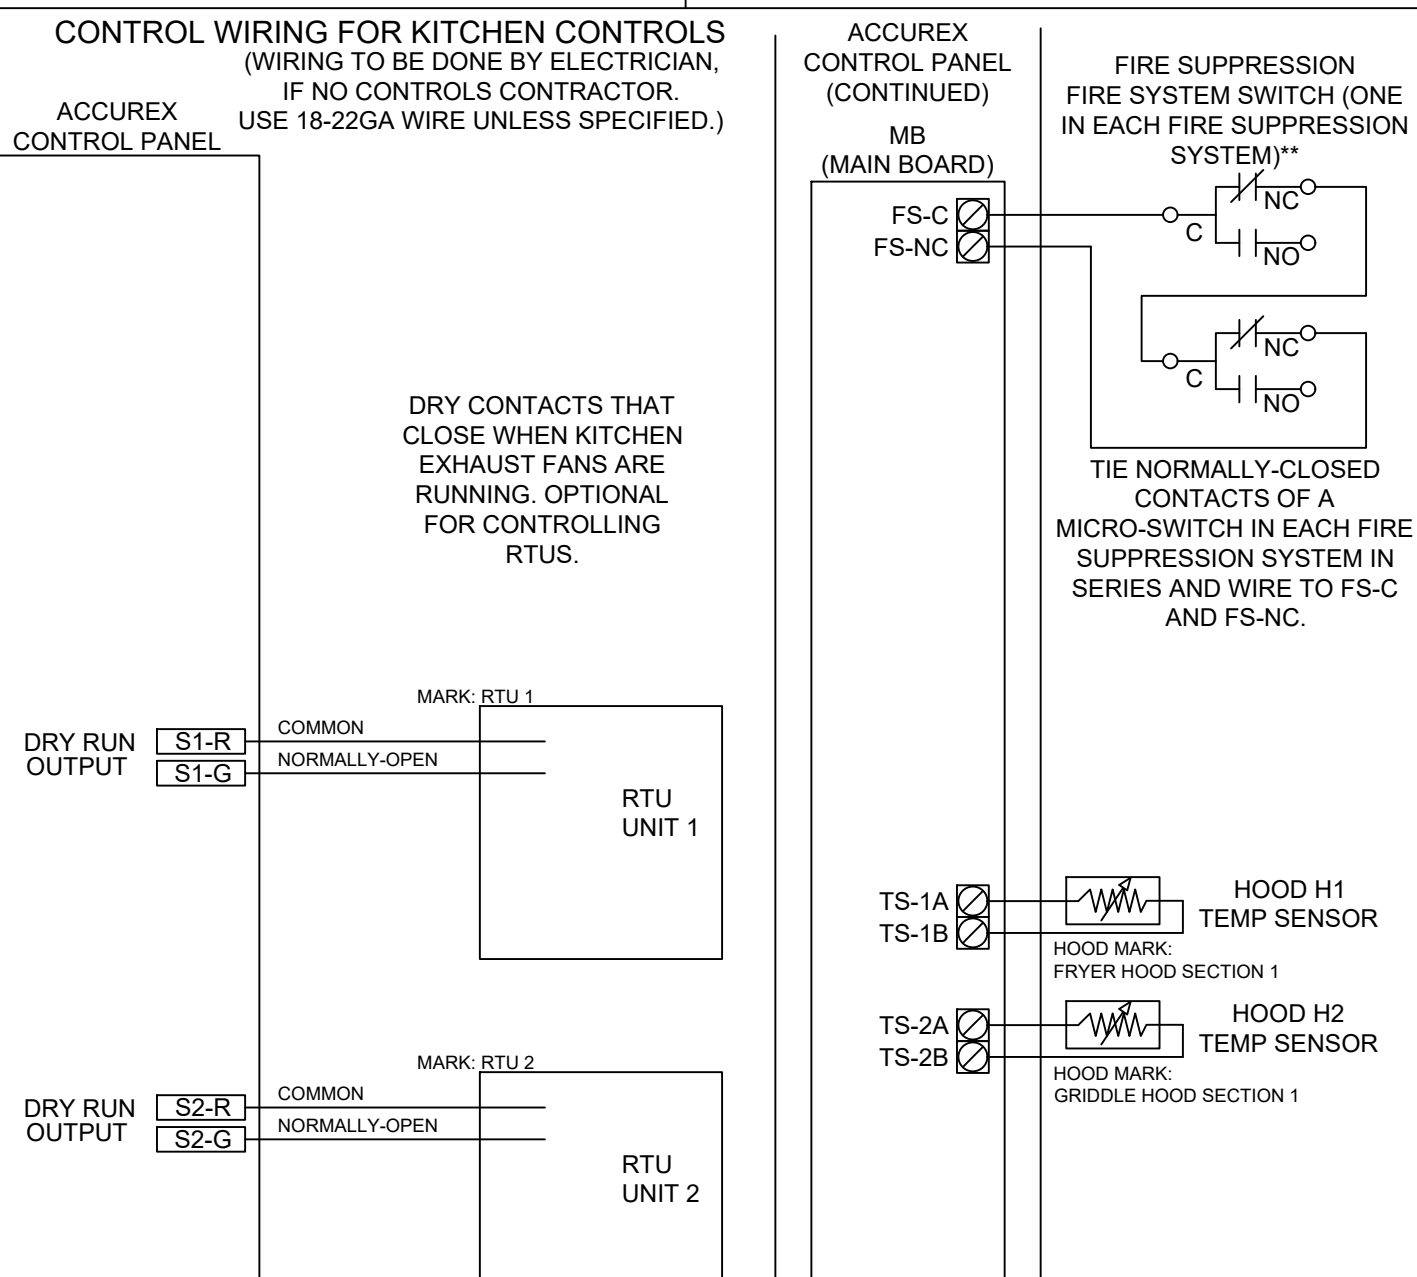 CONTROL WIRING FOR KITCHEN CONTROLS
(WIRING TO BE DONE BY ELECTRICIAN,
IF NO CONTROLS CONTRACTOR.
USE 18-22GA WIRE UNLESS SPECIFIED.)
ACCUREX
CONTROL PANEL
DRY CONTACTS THAT
CLOSE WHEN KITCHEN
EXHAUST FANS ARE
RUNNING. OPTIONAL
FOR CONTROLLING
RTUS.
MARK: RTU 1
DRY RUN
OUTPUT
S1-R
S1-G
COMMON
NORMALLY-OPEN
RTU
UNIT 1
MARK: RTU 2
DRY RUN
OUTPUT
S2-R
S2-G
COMMON
NORMALLY-OPEN
RTU
UNIT 2
ACCUREX
CONTROL PANEL
(CONTINUED)
MB
(MAIN BOARD)
FS-C
FS-NC
FIRE SUPPRESSION
FIRE SYSTEM SWITCH (ONE
IN EACH FIRE SUPPRESSION
SYSTEM)**
NC
C
NO
NC
C
NO
TIE NORMALLY-CLOSED
CONTACTS OF A
MICRO-SWITCH IN EACH FIRE
SUPPRESSION SYSTEM IN
SERIES AND WIRE TO FS-C
AND FS-NC.
TS-1A
TS-1B
HOOD H1
TEMP SENSOR
HOOD MARK:
FRYER HOOD SECTION 1
TS-2A
TS-2B
HOOD H2
TEMP SENSOR
HOOD MARK:
GRIDDLE HOOD SECTION 1